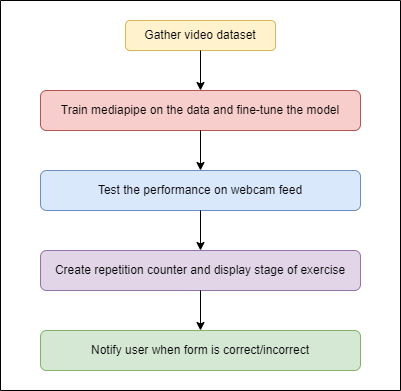 Gather video dataset
Train mediapipe on the data and fine-tune the model
Test the performance on webcam feed
Create repetition counter and display stage of exercise
Notify user when form is correct/incorrect